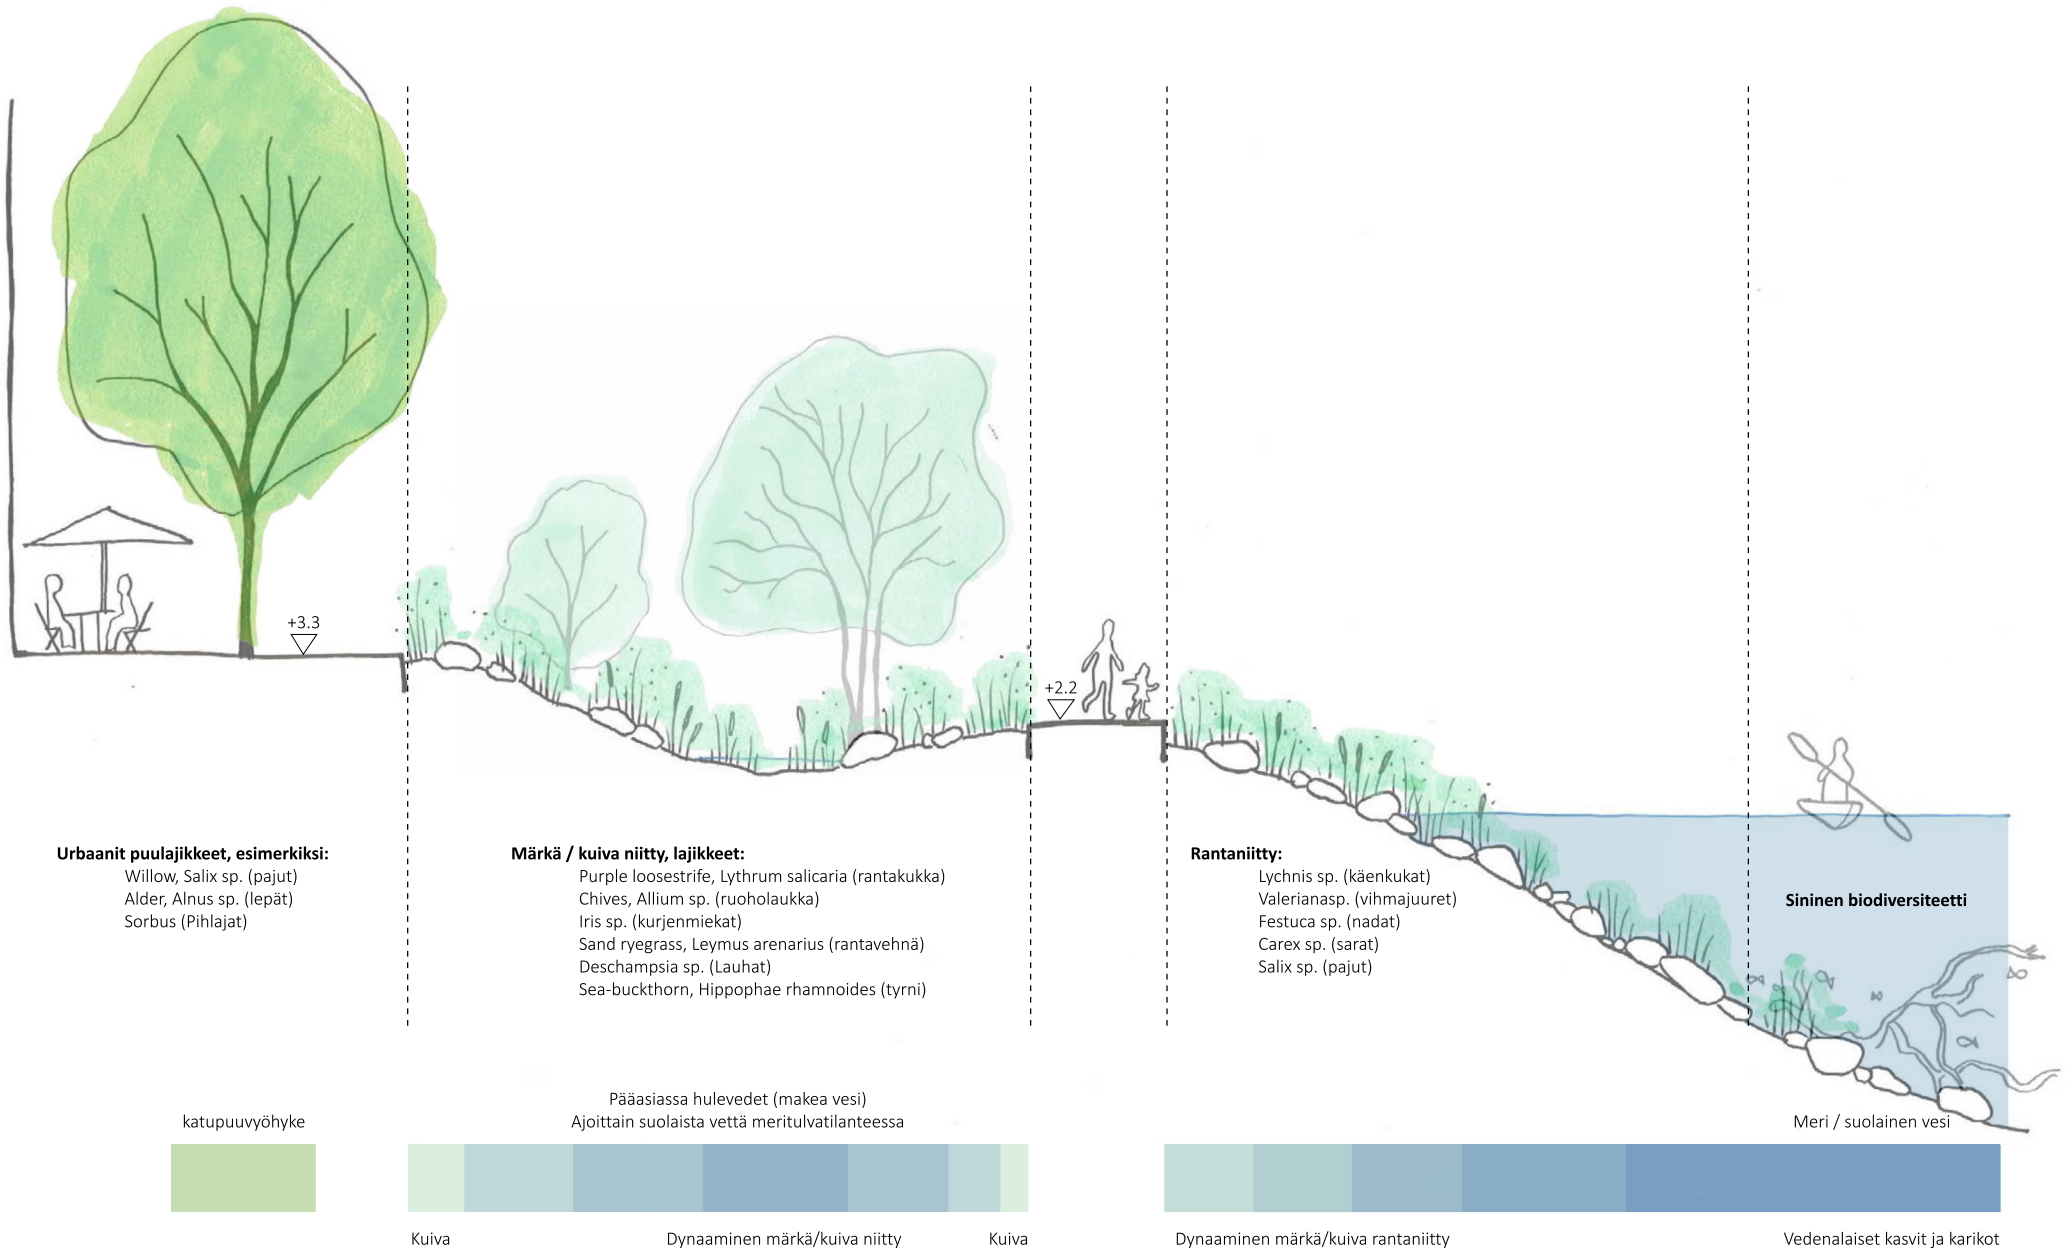 +3.3
+2.2
Urbaanit puulajikkeet, esimerkiksi:
Willow, Salix sp. (pajut)
Alder, Alnus sp. (lepät)
Sorbus (Pihlajat)
Märkä / kuiva niitty, lajikkeet:
Purple loosestrife, Lythrum salicaria (rantakukka)
Chives, Allium sp. (ruoholaukka)
Iris sp. (kurjenmiekat)
Sand ryegrass, Leymus arenarius (rantavehnä)
Deschampsia sp. (Lauhat)
Sea-buckthorn, Hippophae rhamnoides (tyrni)
Rantaniitty:
Lychnis sp. (käenkukat)
Valerianasp. (vihmajuuret)
Festuca sp. (nadat)
Carex sp. (sarat)
Salix sp. (pajut)
Sininen biodiversiteetti
katupuuvyöhyke
Pääasiassa hulevedet (makea vesi)
Ajoittain suolaista vettä meritulvatilanteessa
Meri / suolainen vesi
Kuiva
Dynaaminen märkä/kuiva niitty
Kuiva
Dynaaminen märkä/kuiva rantaniitty
Vedenalaiset kasvit ja karikot